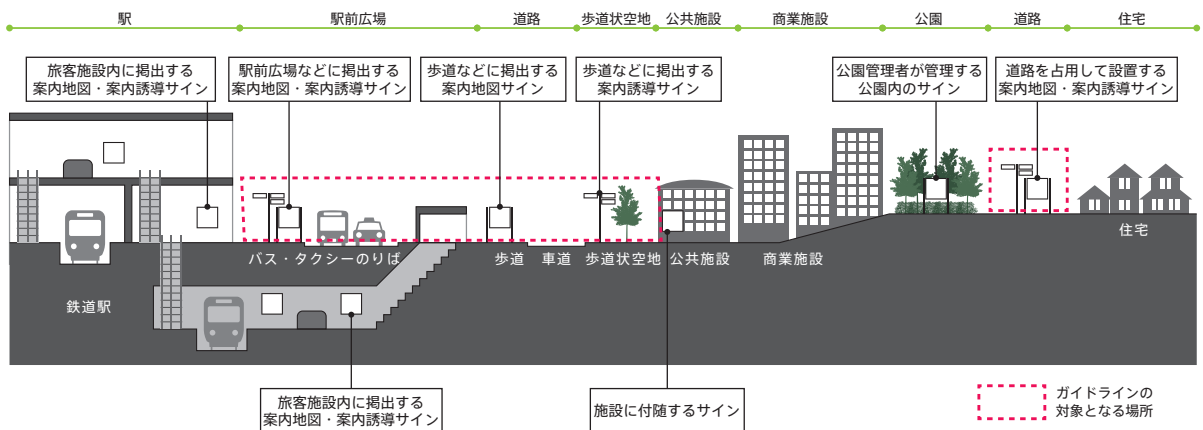 駅
駅前広場
道路
歩道状空地
公共施設
商業施設
公園
道路
住宅
旅客施設内に掲出する
案内地図・案内誘導サイン
駅前広場などに掲出する
案内地図・案内誘導サイン
歩道などに掲出する
案内地図サイン
歩道などに掲出する
案内誘導サイン
公園管理者が管理する
公園内のサイン
道路を占用して設置する
案内地図・案内誘導サイン
バス・タクシーのりば
歩道
車道
歩道状空地
公共施設
商業施設
住宅
鉄道駅
旅客施設内に掲出する
案内地図・案内誘導サイン
施設に付随するサイン
ガイドラインの
対象となる場所